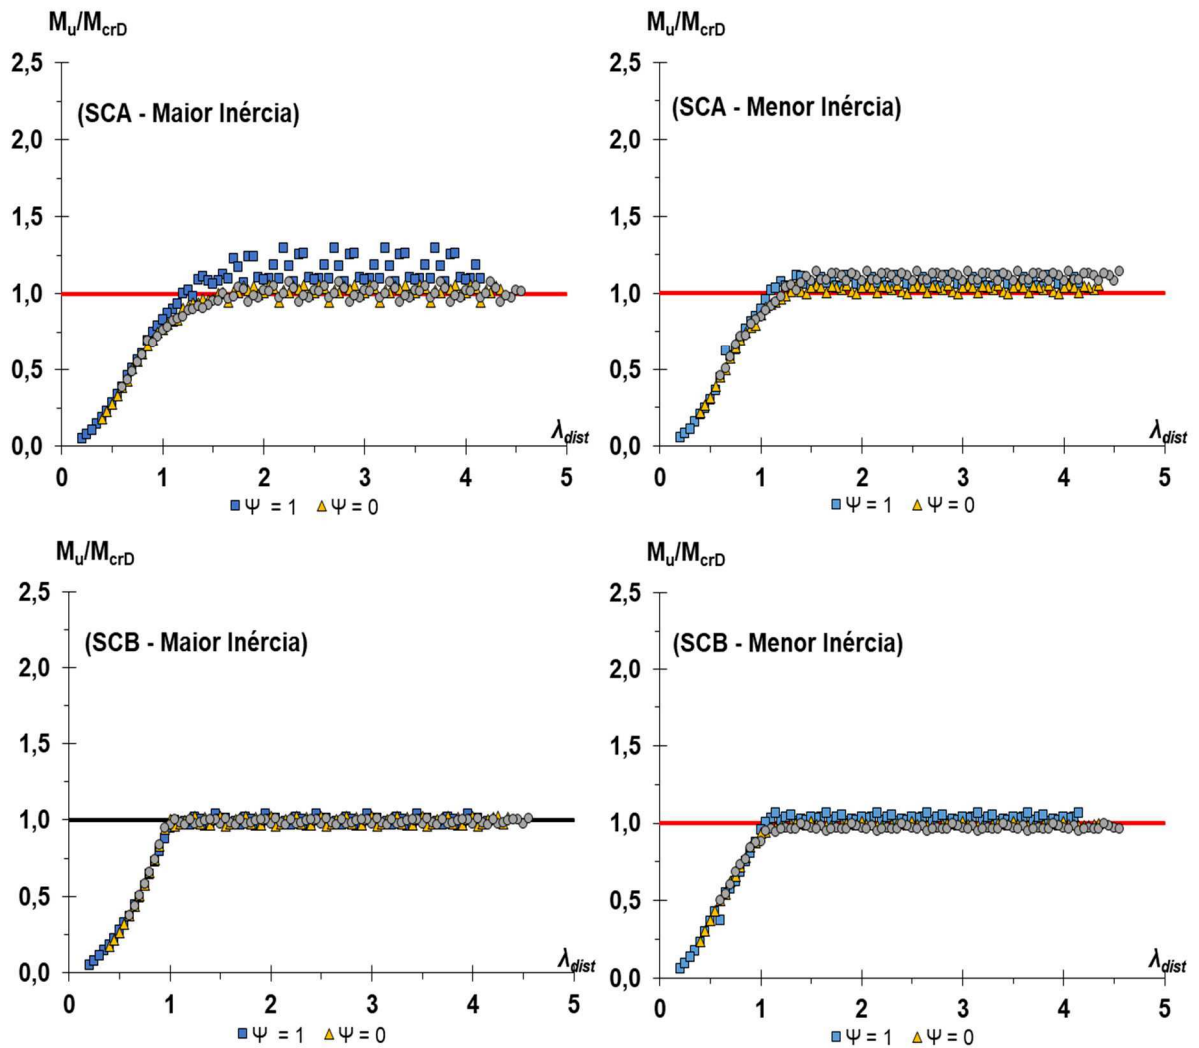 Mu/McrD
2,5
(SCA - Maior Inércia)
2,0
1,5
1,0
0,5
0,0
λdist
0 1 2 3 4 5
Ψ = 1 Ψ = 0
Mu/McrD
2,5
(SCA - Menor Inércia)
2,0
1,5
1,0
0,5
0,0
λdist
0 1 2 3 4 5
Ψ = 1 Ψ = 0
Mu/McrD
2,5
(SCB - Maior Inércia)
2,0
1,5
1,0
0,5
0,0
λdist
0 1 2 3 4 5
Ψ = 1 Ψ = 0
Mu/McrD
2,5
(SCB - Menor Inércia)
2,0
1,5
1,0
0,5
0,0
λdist
0 1 2 3 4 5
Ψ = 1 Ψ = 0